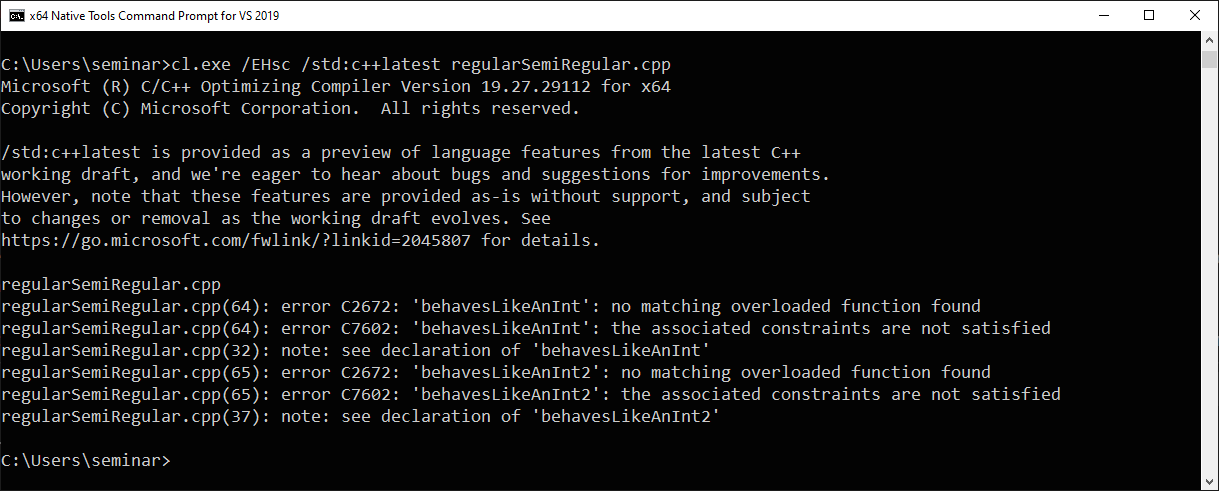 x64 Native Tools Command Prompt for VS 2019
C:\Users\seminar>cl.exe /EHsc /std:c++latest regularSemiRegular.cpp
Microsoft (R) C/C++ Optimizing Compiler Version 19.27.29112 for x64
Copyright (C) Microsoft Corporation.  All rights reserved.
/std:c++latest is provided as a preview of language features from the latest C++
working draft, and we're eager to hear about bugs and suggestions for improvements.
However, note that these features are provided as-is without support, and subject
to changes or removal as the working draft evolves. See
https://go.microsoft.com/fwlink/?linkid=2045807 for details.
regularSemiRegular.cpp
regularSemiRegular.cpp(64): error C2672: 'behavesLikeAnInt': no matching overloaded function found
regularSemiRegular.cpp(64): error C7602: 'behavesLikeAnInt': the associated constraints are not satisfied
regularSemiRegular.cpp(32): note: see declaration of 'behavesLikeAnInt'
regularSemiRegular.cpp(65): error C2672: 'behavesLikeAnInt2': no matching overloaded function found
regularSemiRegular.cpp(65): error C7602: 'behavesLikeAnInt2': the associated constraints are not satisfied
regularSemiRegular.cpp(37): note: see declaration of 'behavesLikeAnInt2'
C:\Users\seminar>